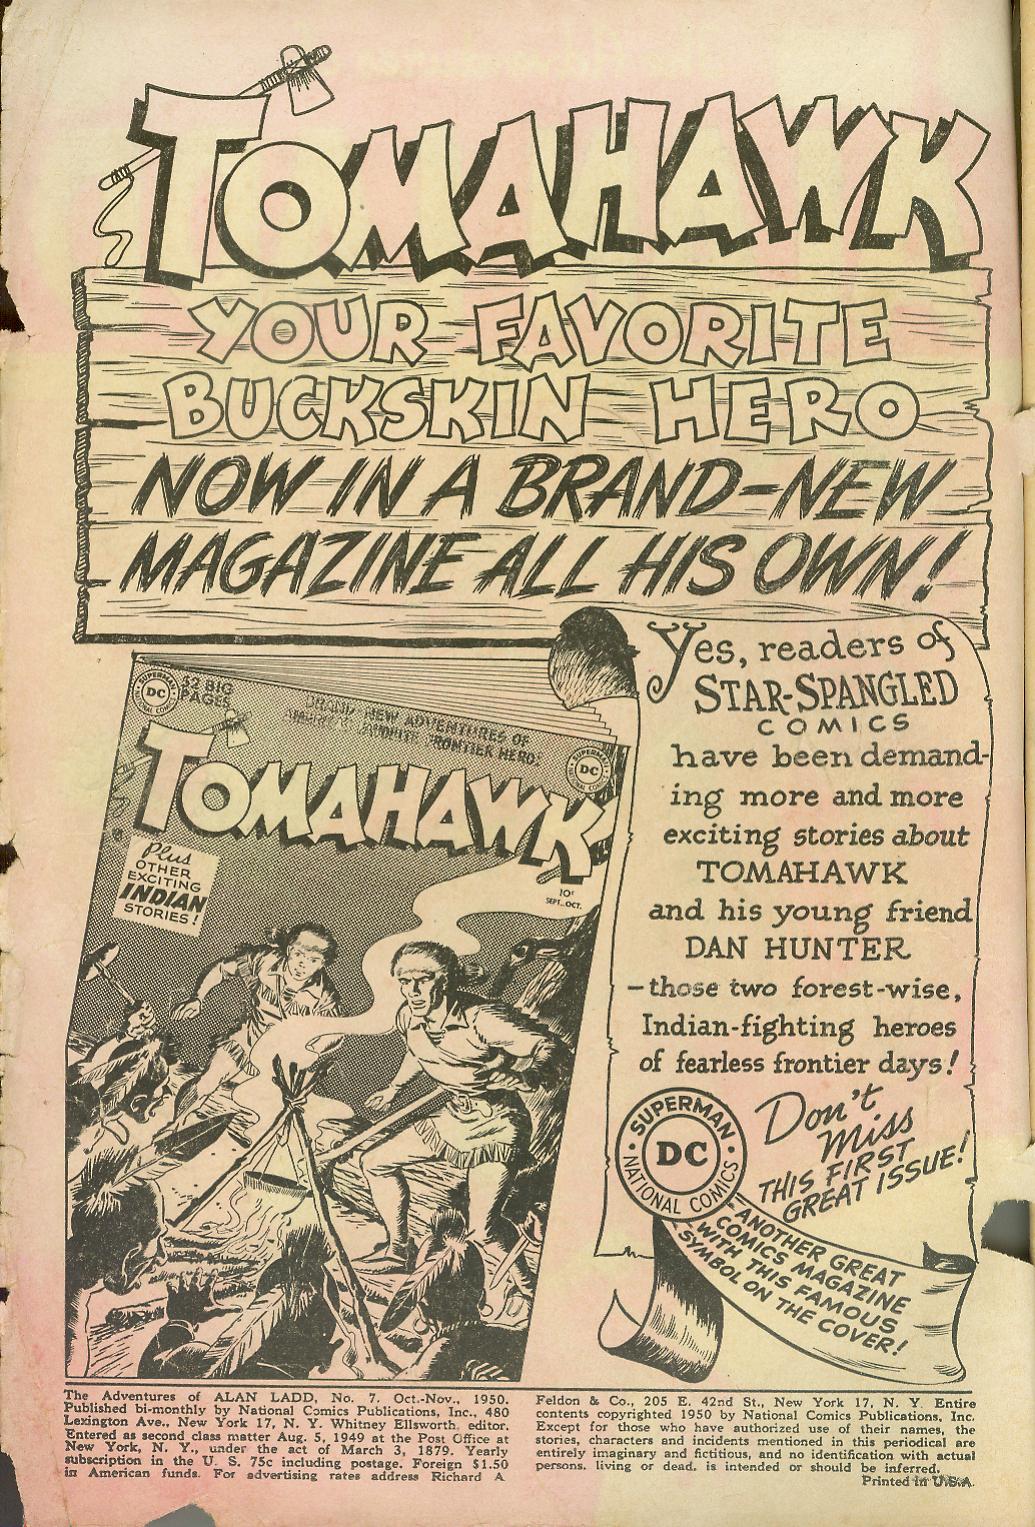 TOMAHAWK
YOUR FAVORITE
BUCKSKIN HERO
NOW IN A BRAND-NEW
MAGAZINE ALL HIS OWN!
SUPERMAN
DC
NATIONAL COMICS
52 BIG
PAGES
BRAND NEW ADVENTURES OF
AMERICA'S FAVORITE FRONTIER HERO!
SUPERMAN
DC
NATIONAL COMICS
TOMAHAWK
Plus
OTHER
EXCITING
INDIAN
STORIES!
10¢
SEPT.-OCT.
Yes, readers of
STAR-SPANGLED
COMICS
have been demand-
ing more and more
exciting stories about
TOMAHAWK
and his young friend
DAN HUNTER
-those two forest-wise,
Indian-fighting heroes
of fearless frontier days!
Don't
Miss
THIS FIRST
GREAT ISSUE!
SUPERMAN
DC
NATIONAL COMICS
-ANOTHER GREAT
COMICS MAGAZINE
WITH THIS FAMOUS
SYMBOL ON THE COVER!
The Adventures of ALAN LADD, No. 7, Oct.-Nov., 1950.
Published bi-monthly by National Comics Publications, Inc., 480
Lexington Ave., New York 17, N. Y. Whitney Ellsworth, editor.
Entered as second class matter Aug. 5, 1949 at the Post Office at
New York, N. Y., under the act of March 3, 1879. Yearly
subscription in the U. S. 75c including postage. Foreign $1.50
in American funds. For advertising rates address Richard A.
Feldon & Co., 205 E. 42nd St., New York 17, N. Y. Entire
contents copyrighted 1950 by National Comics Publications, Inc.
Except for those who have authorized use of their names, the
stories, characters and incidents mentioned in this periodical are
entirely imaginary and fictitious, and no identification with actual
persons, living or dead, is intended or should be inferred.
Printed in U.S.A.